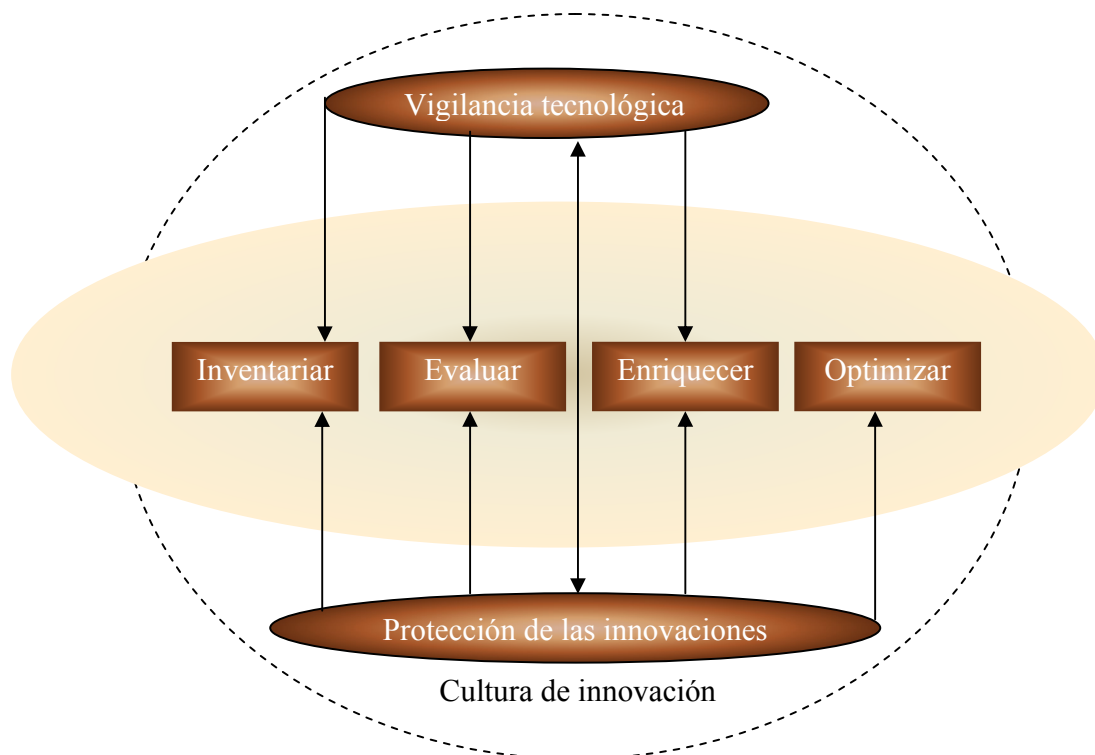 Vigilancia tecnológica
Inventariar
Evaluar
Enriquecer
Optimizar
Protección de las innovaciones
Cultura de innovación